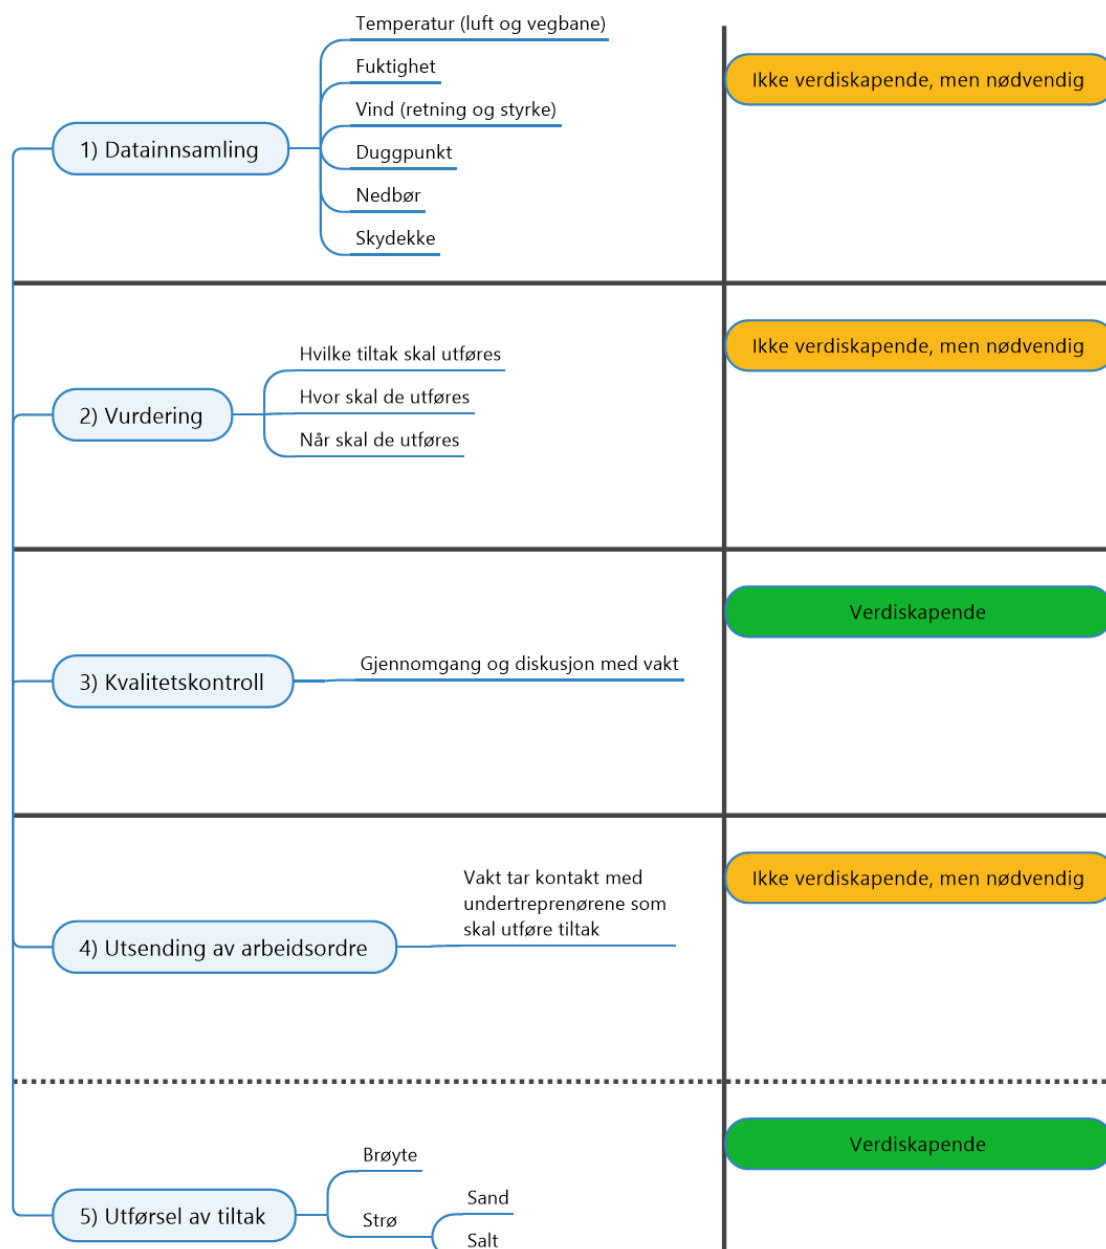 Temperatur (luft og vegbane)
Fuktighet
Vind (retning og styrke)
1) Datainnsamling
Duggpunkt
Nedbør
Skydekke
Ikke verdiskapende, men nødvendig
Hvilke tiltak skal utføres
2) Vurdering
Hvor skal de utføres
Når skal de utføres
Ikke verdiskapende, men nødvendig
3) Kvalitetskontroll
Gjennomgang og diskusjon med vakt
Verdiskapende
4) Utsending av arbeidsordre
Vakt tar kontakt med
undertreprenørene som
skal utføre tiltak
Ikke verdiskapende, men nødvendig
5) Utførsel av tiltak
Brøyte
Strø
Sand
Salt
Verdiskapende